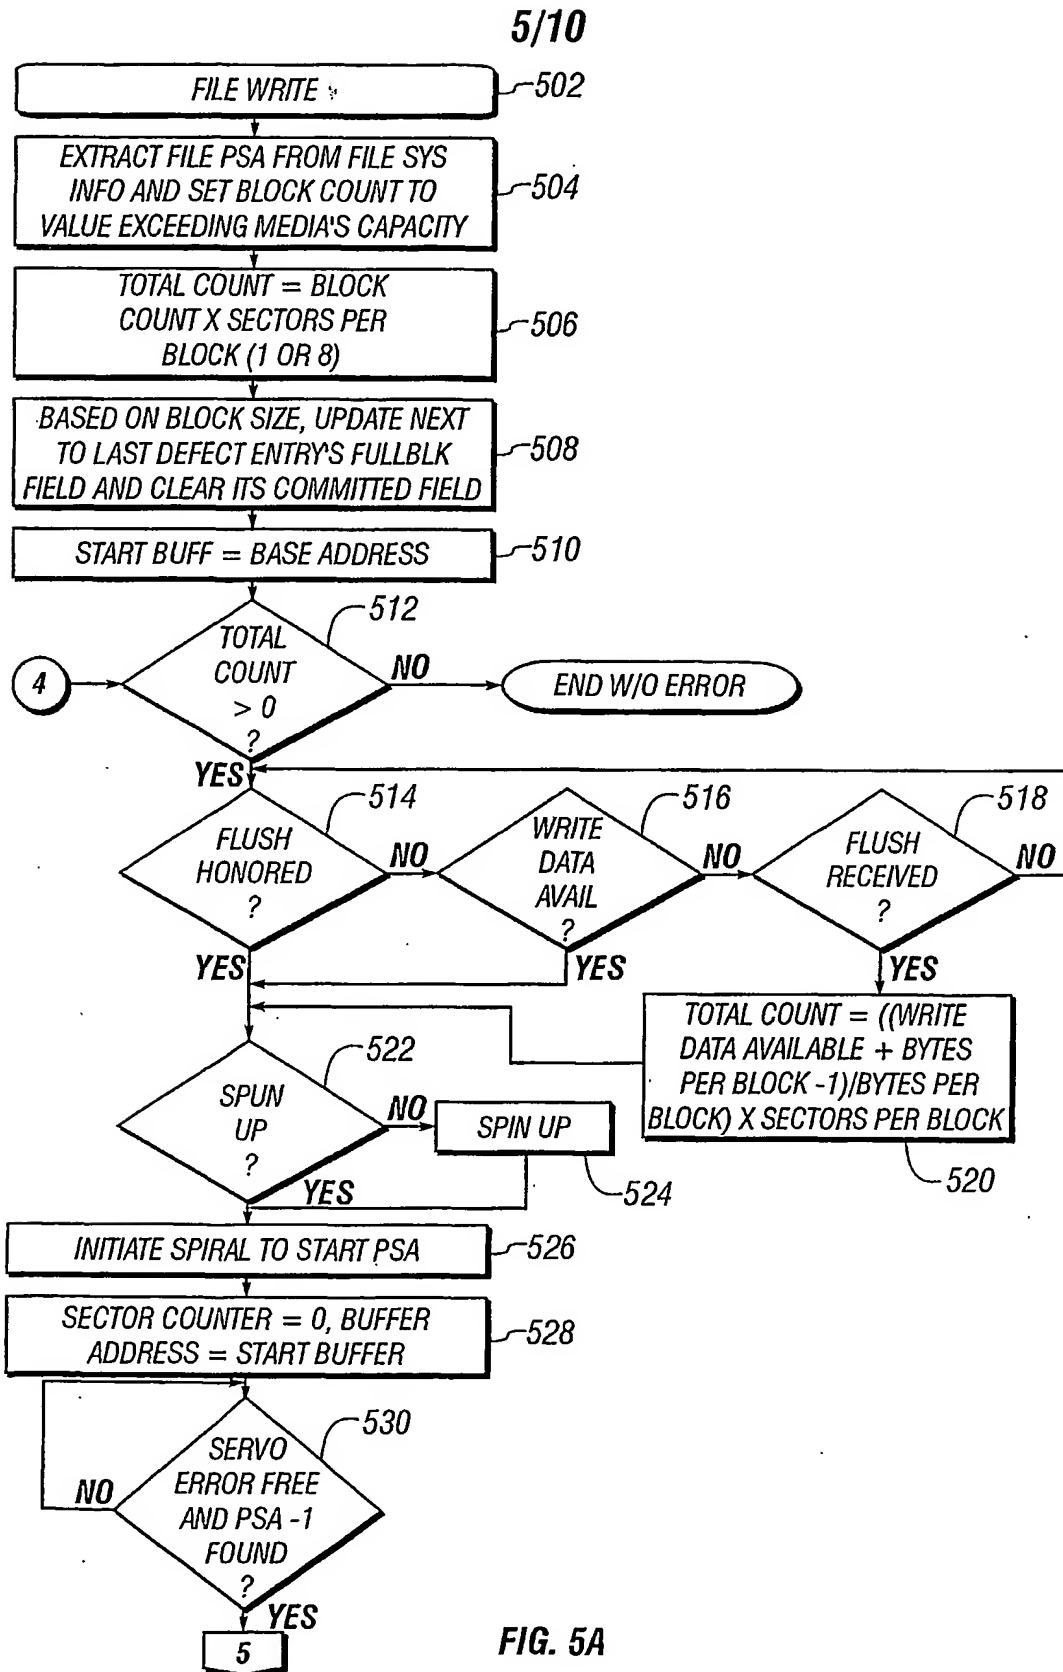 5/10
FILE WRITE
502
EXTRACT FILE PSA FROM FILE SYS
INFO AND SET BLOCK COUNT TO
VALUE EXCEEDING MEDIA'S CAPACITY
504
TOTAL COUNT = BLOCK
COUNT X SECTORS PER
BLOCK (1 OR 8)
506
BASED ON BLOCK SIZE, UPDATE NEXT
TO LAST DEFECT ENTRY'S FULLBLK
FIELD AND CLEAR ITS COMMITTED FIELD
508
START BUFF = BASE ADDRESS
510
4
TOTAL
COUNT
> 0
?
512
NO
END W/O ERROR
YES
FLUSH
HONORED
?
514
NO
YES
WRITE
DATA
AVAIL
?
516
NO
YES
FLUSH
RECEIVED
?
518
NO
YES
TOTAL COUNT = ((WRITE
DATA AVAILABLE + BYTES
PER BLOCK -1)/BYTES PER
BLOCK) X SECTORS PER BLOCK
520
SPUN
UP
?
522
NO
SPIN UP
524
YES
INITIATE SPIRAL TO START PSA
526
SECTOR COUNTER = 0, BUFFER
ADDRESS = START BUFFER
528
SERVO
ERROR FREE
AND PSA -1
FOUND
?
530
NO
YES
5
FIG. 5A